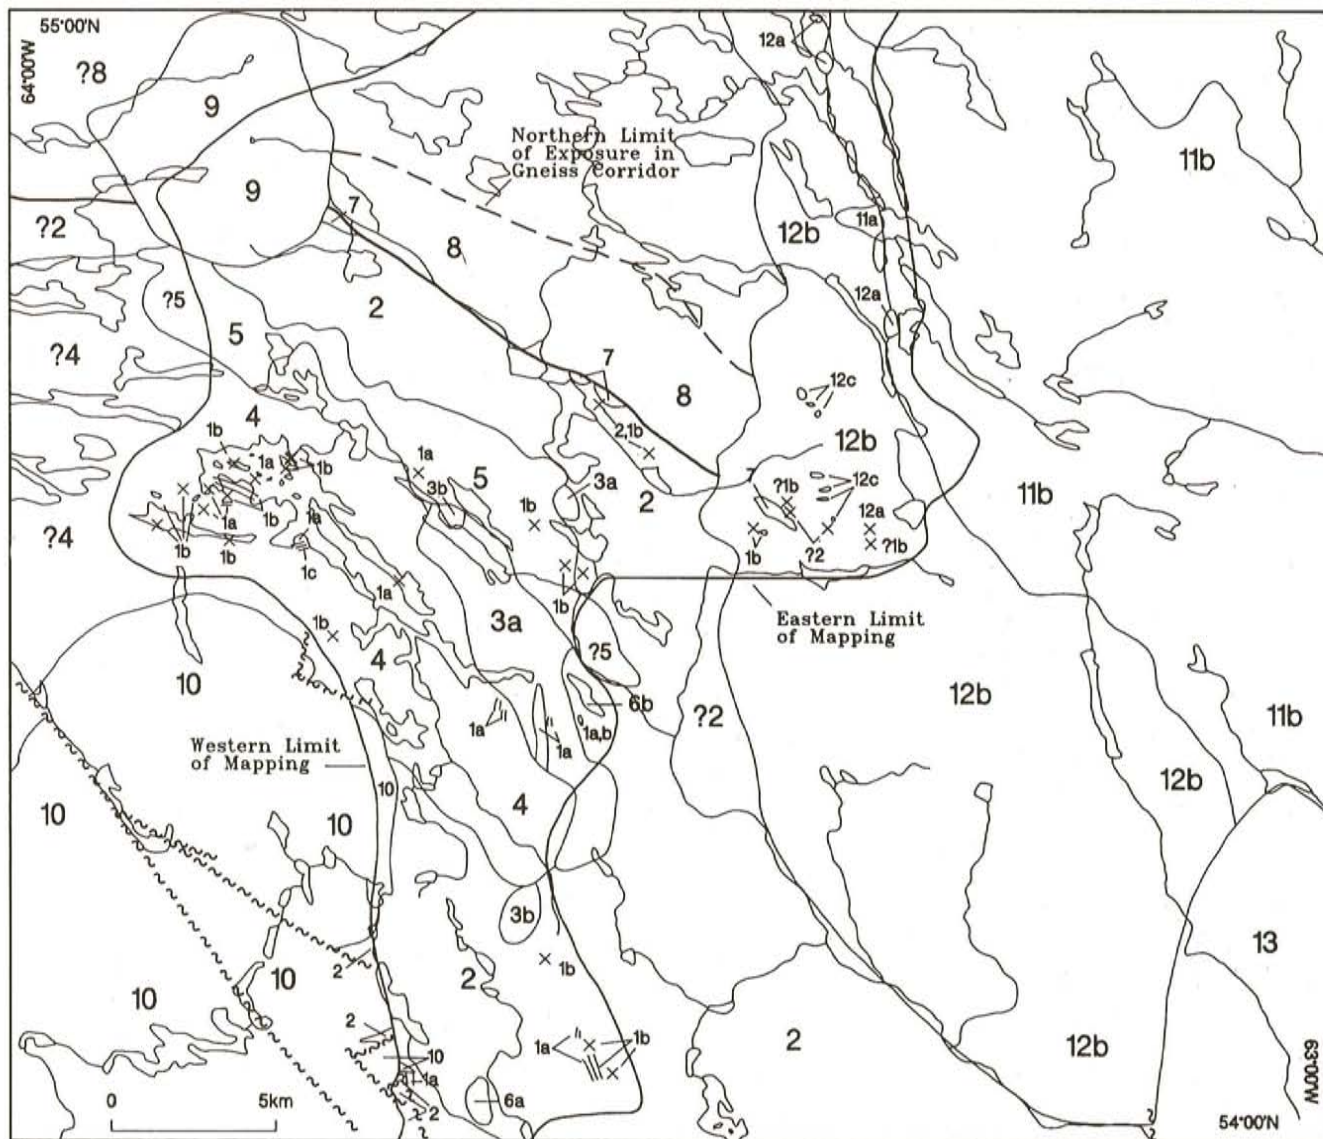 55°00'N
64°00'W
?8
9
12a
Northern Limit
of Exposure in
Gneiss Corridor
11b
9
?2
7
8
12b
11a
?5
2
12a
5
?4
7
8
12c
4
2,1b
12b
1b
1a
1b
1a
5
3a
2
7
?1b
12c
11b
3b
1b
12a
?4
1b
1a
1b
1b
1a
1c
1b
?2
?1b
1a
1b
Eastern Limit
of Mapping
1b
3a
?5
4
10
6b
?2
12b
11b
1a
1a
1a,b
Western Limit
of Mapping
10
4
12b
10
10
3b
13
2
1b
2
10
10
2
10
1a
1b
2
12b
1a
2
6a
0
5km
63°00'W
54°00'N